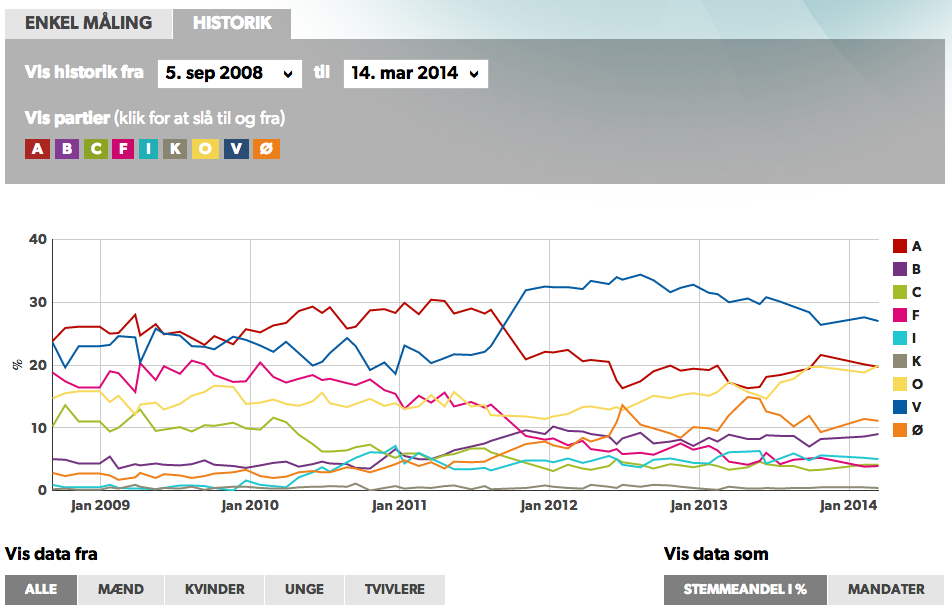 ENKEL MÅLING HISTORIK
Vis historik fra 5. sep 2008 til 14. mar 2014
Vis partier (klik for at slå til og fra)
A B C F I K O V Ø
40
30
20
10
0
%
Jan 2009 Jan 2010 Jan 2011 Jan 2012 Jan 2013 Jan 2014
A
B
C
F
I
K
O
V
Ø
Vis data fra Vis data som
ALLE MÆND KVINDER UNGE TVIVLERE STEMMEANDEL I % MANDATER